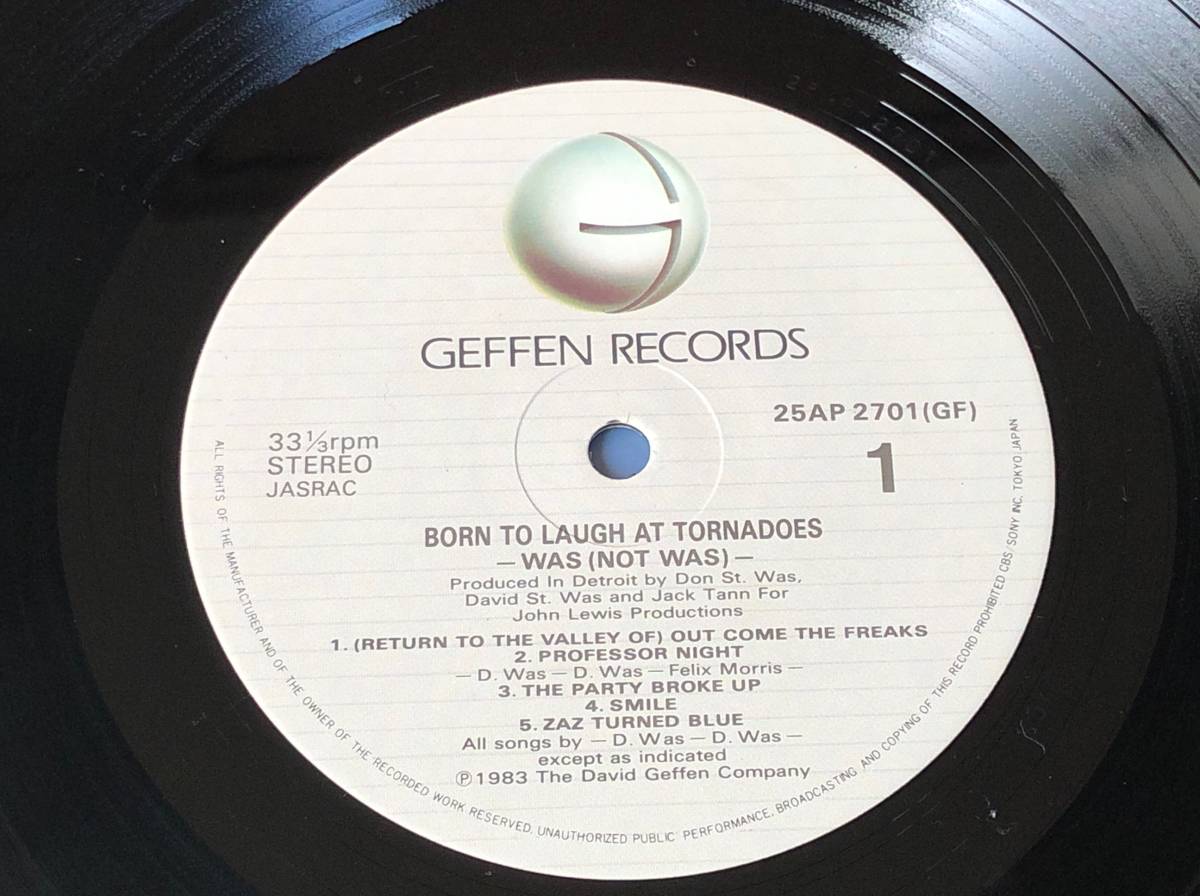 GEFFEN RECORDS
25AP 2701(GF)
1
33⅓rpm
STEREO
JASRAC
BORN TO LAUGH AT TORNADOES
— WAS (NOT WAS) —
Produced In Detroit by Don St. Was,
David St. Was and Jack Tann For
John Lewis Productions
1. (RETURN TO THE VALLEY OF) OUT COME THE FREAKS
2. PROFESSOR NIGHT
— D. Was — D. Was — Felix Morris —
3. THE PARTY BROKE UP
4. SMILE
5. ZAZ TURNED BLUE
All songs by — D. Was — D. Was —
except as indicated
Ⓟ1983 The David Geffen Company
ALL RIGHTS OF THE MANUFACTURER AND OF THE OWNER OF THE RECORDED WORK RESERVED, UNAUTHORIZED PUBLIC PERFORMANCE, BROADCASTING AND COPYING OF THIS RECORD PROHIBITED CBS/SONY INC. TOKYO JAPAN